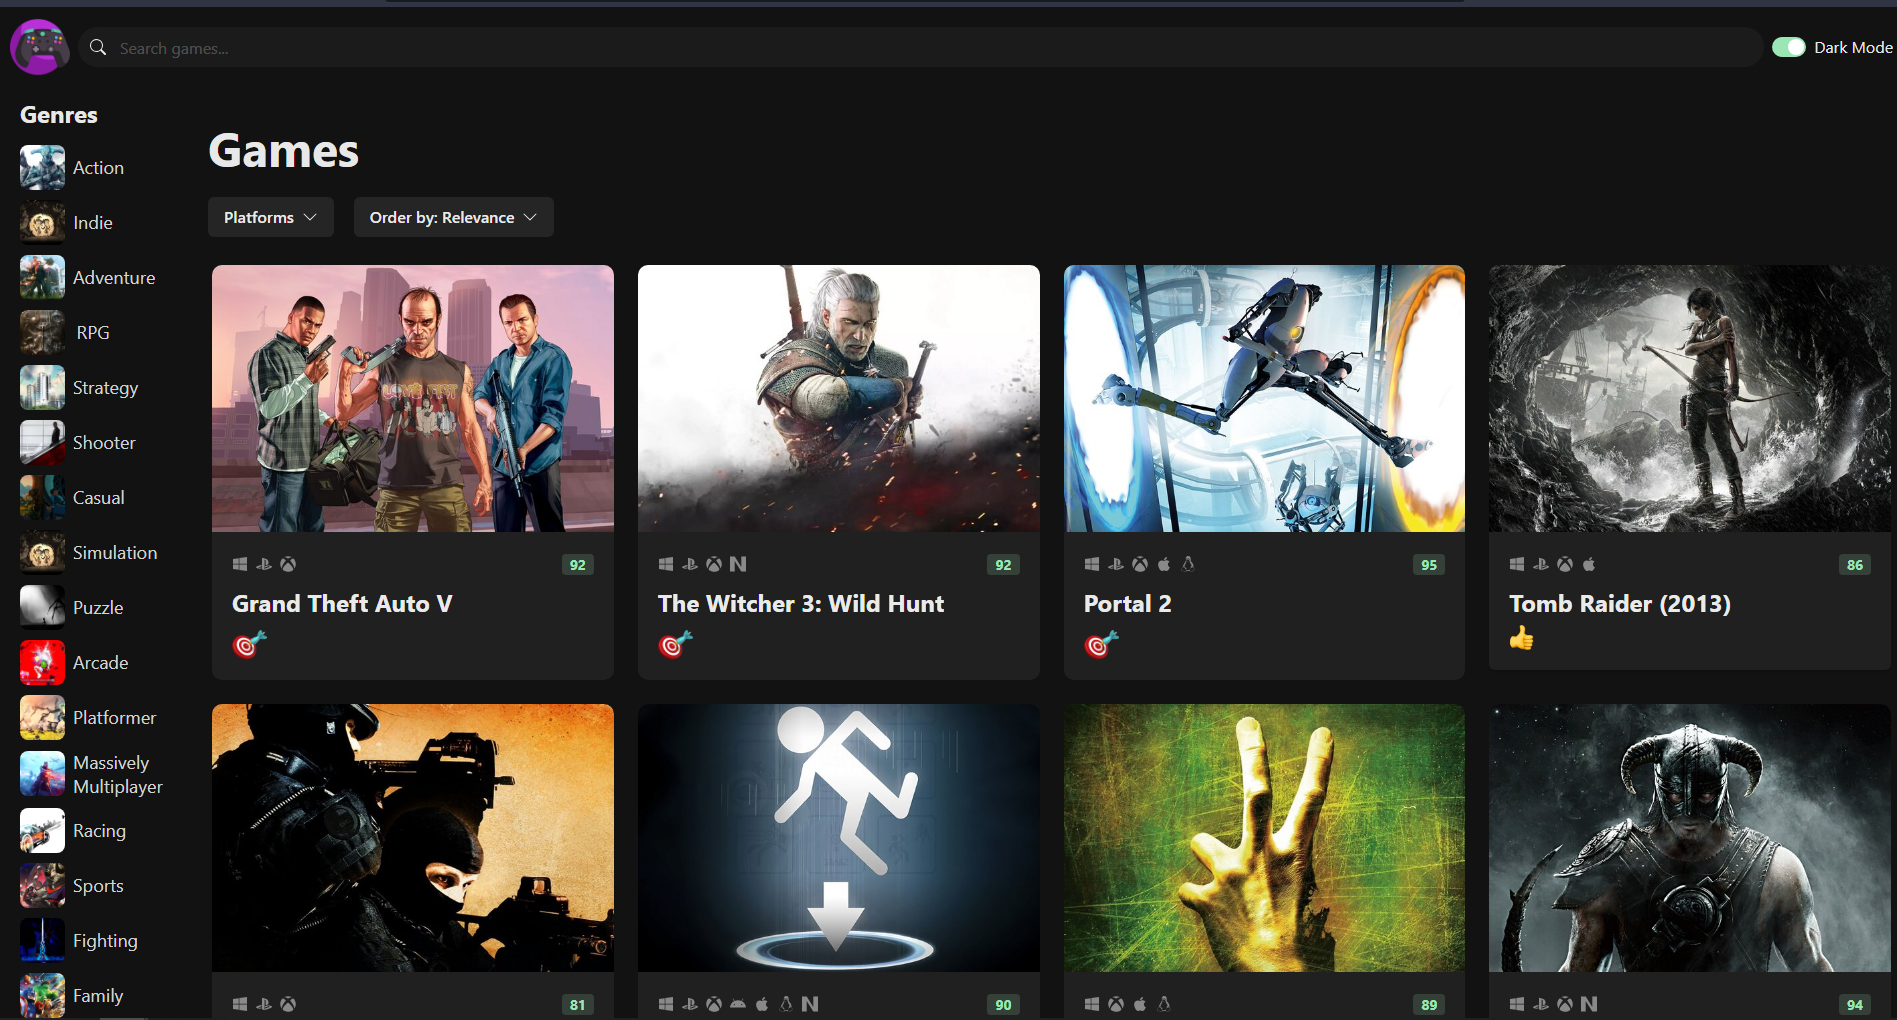 Search games...
Dark Mode
Genres
Action
Indie
Adventure
RPG
Strategy
Shooter
Casual
Simulation
Puzzle
Arcade
Platformer
Massively
Multiplayer
Racing
Sports
Fighting
Family
Games
Platforms
Order by: Relevance
92
Grand Theft Auto V
92
The Witcher 3: Wild Hunt
95
Portal 2
86
Tomb Raider (2013)
81
90
89
94